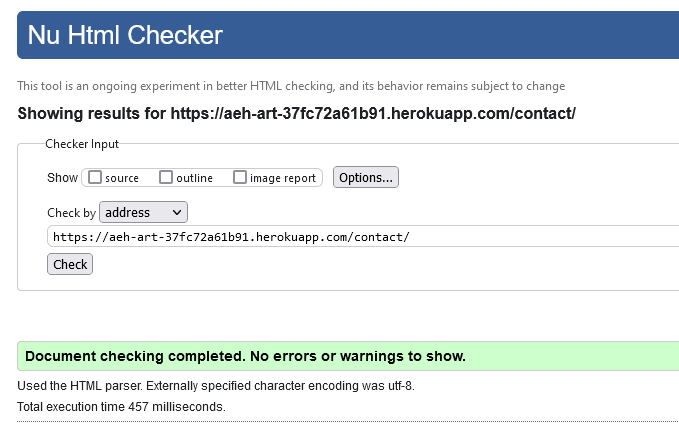 Nu Html Checker
This tool is an ongoing experiment in better HTML checking, and its behavior remains subject to change
Showing results for https://aeh-art-37fc72a61b91.herokuapp.com/contact/
Checker Input
Show source outline image report Options...
Check by address
https://aeh-art-37fc72a61b91.herokuapp.com/contact/
Check
Document checking completed. No errors or warnings to show.
Used the HTML parser. Externally specified character encoding was utf-8.
Total execution time 457 milliseconds.